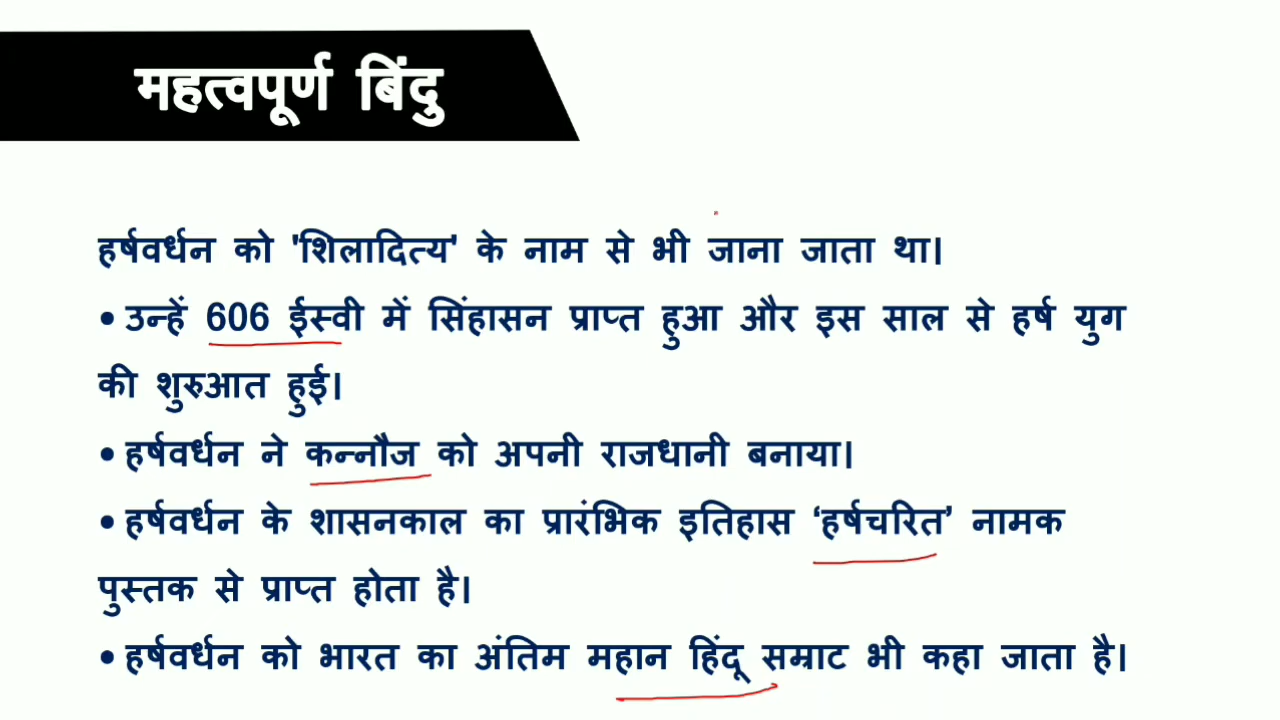 महत्वपूर्ण बिंदु
हर्षवर्धन को 'शिलादित्य' के नाम से भी जाना जाता था।
• उन्हें 606 ईस्वी में सिंहासन प्राप्त हुआ और इस साल से हर्ष युग
की शुरुआत हुई।
• हर्षवर्धन ने कन्नौज को अपनी राजधानी बनाया।
• हर्षवर्धन के शासनकाल का प्रारंभिक इतिहास ‘हर्षचरित’ नामक
पुस्तक से प्राप्त होता है।
• हर्षवर्धन को भारत का अंतिम महान हिंदू सम्राट भी कहा जाता है।